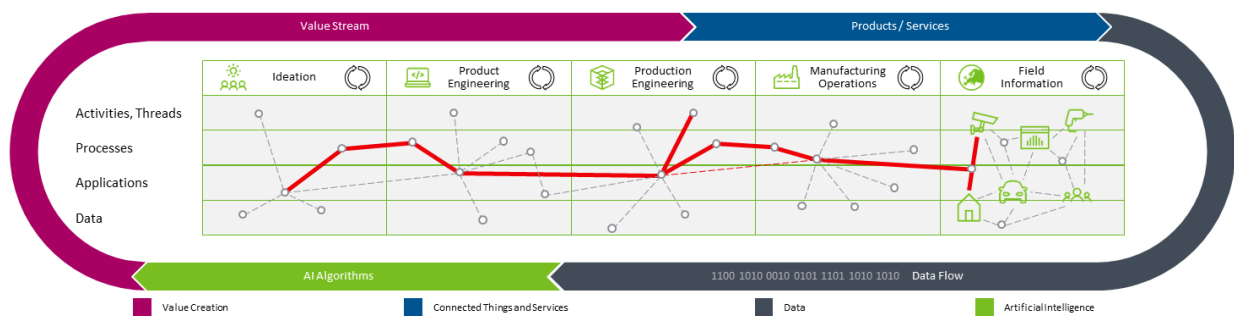 Value Stream
Products / Services
Ideation
Product
Engineering
Production
Engineering
Manufacturing
Operations
Field
Information
Activities, Threads
Processes
Applications
Data
AI Algorithms
1100 1010 0010 0101 1101 1010 1010 Data Flow
Value Creation
Connected Things and Services
Data
Artificial Intelligence